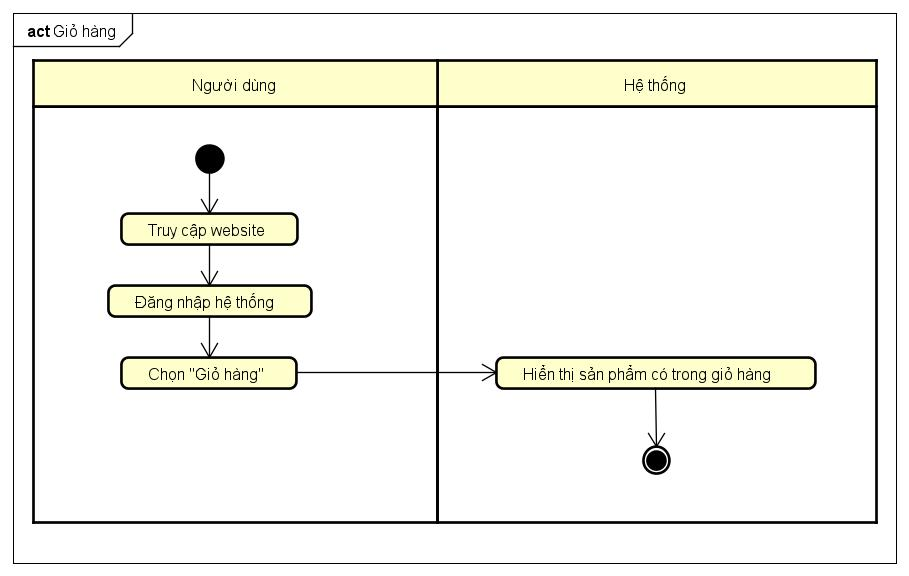 act Giỏ hàng
Người dùng
Hệ thống
Truy cập website
Đăng nhập hệ thống
Chọn "Giỏ hàng"
Hiển thị sản phẩm có trong giỏ hàng